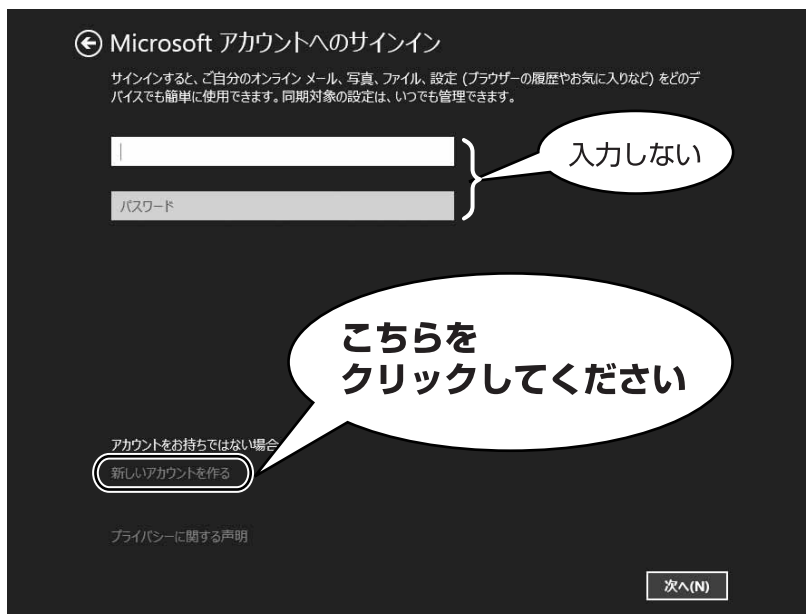 Microsoft アカウントへのサインイン
サインインすると、ご自分のオンライン メール、写真、ファイル、設定 (ブラウザーの履歴やお気に入りなど) をどのデ
バイスでも簡単に使用できます。同期対象の設定は、いつでも管理できます。
入力しない
パスワード
こちらを
クリックしてください
アカウントをお持ちではない場合
新しいアカウントを作る
プライバシーに関する声明
次へ(N)